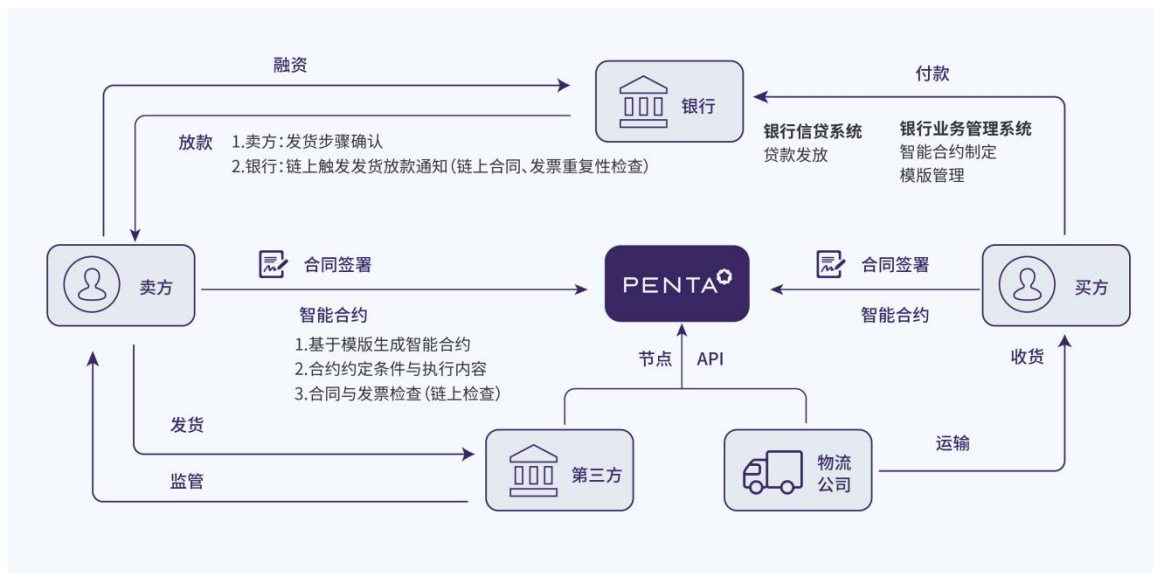 融资
银行
付款
放款
1.卖方：发货步骤确认
2.银行：链上触发发货放款通知（链上合同、发票重复性检查）
银行信贷系统
贷款发放
银行业务管理系统
智能合约制定
模版管理
卖方
合同签署
智能合约
1.基于模版生成智能合约
2.合约约定条件与执行内容
3.合同与发票检查（链上检查）
PENTA
合同签署
智能合约
买方
节点
API
收货
发货
监管
第三方
物流
公司
运输